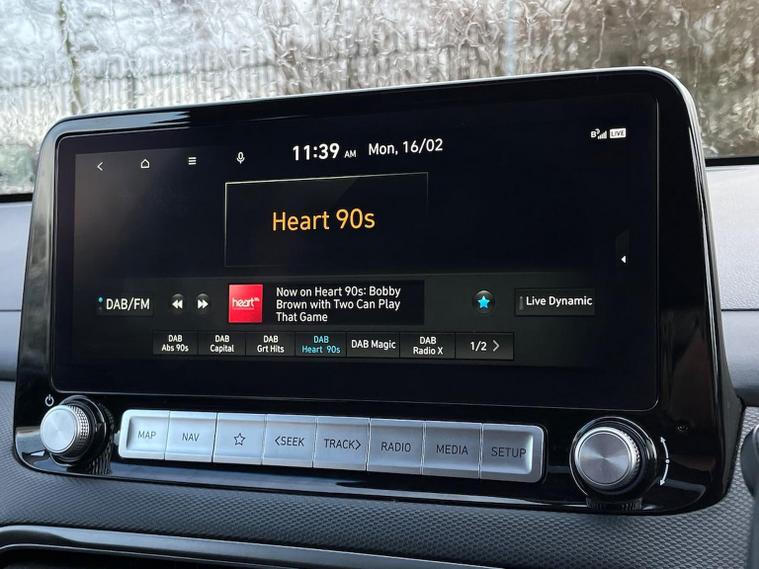 11:39 AM Mon, 16/02
LIVE
Heart 90s
DAB/FM
heart
Now on Heart 90s: Bobby
Brown with Two Can Play
That Game
Live Dynamic
DAB
Abs 90s
DAB
Capital
DAB
Grt Hits
DAB
Heart 90s
DAB Magic
DAB
Radio X
1/2 >
MAP
NAV
<SEEK
TRACK>
RADIO
MEDIA
SETUP